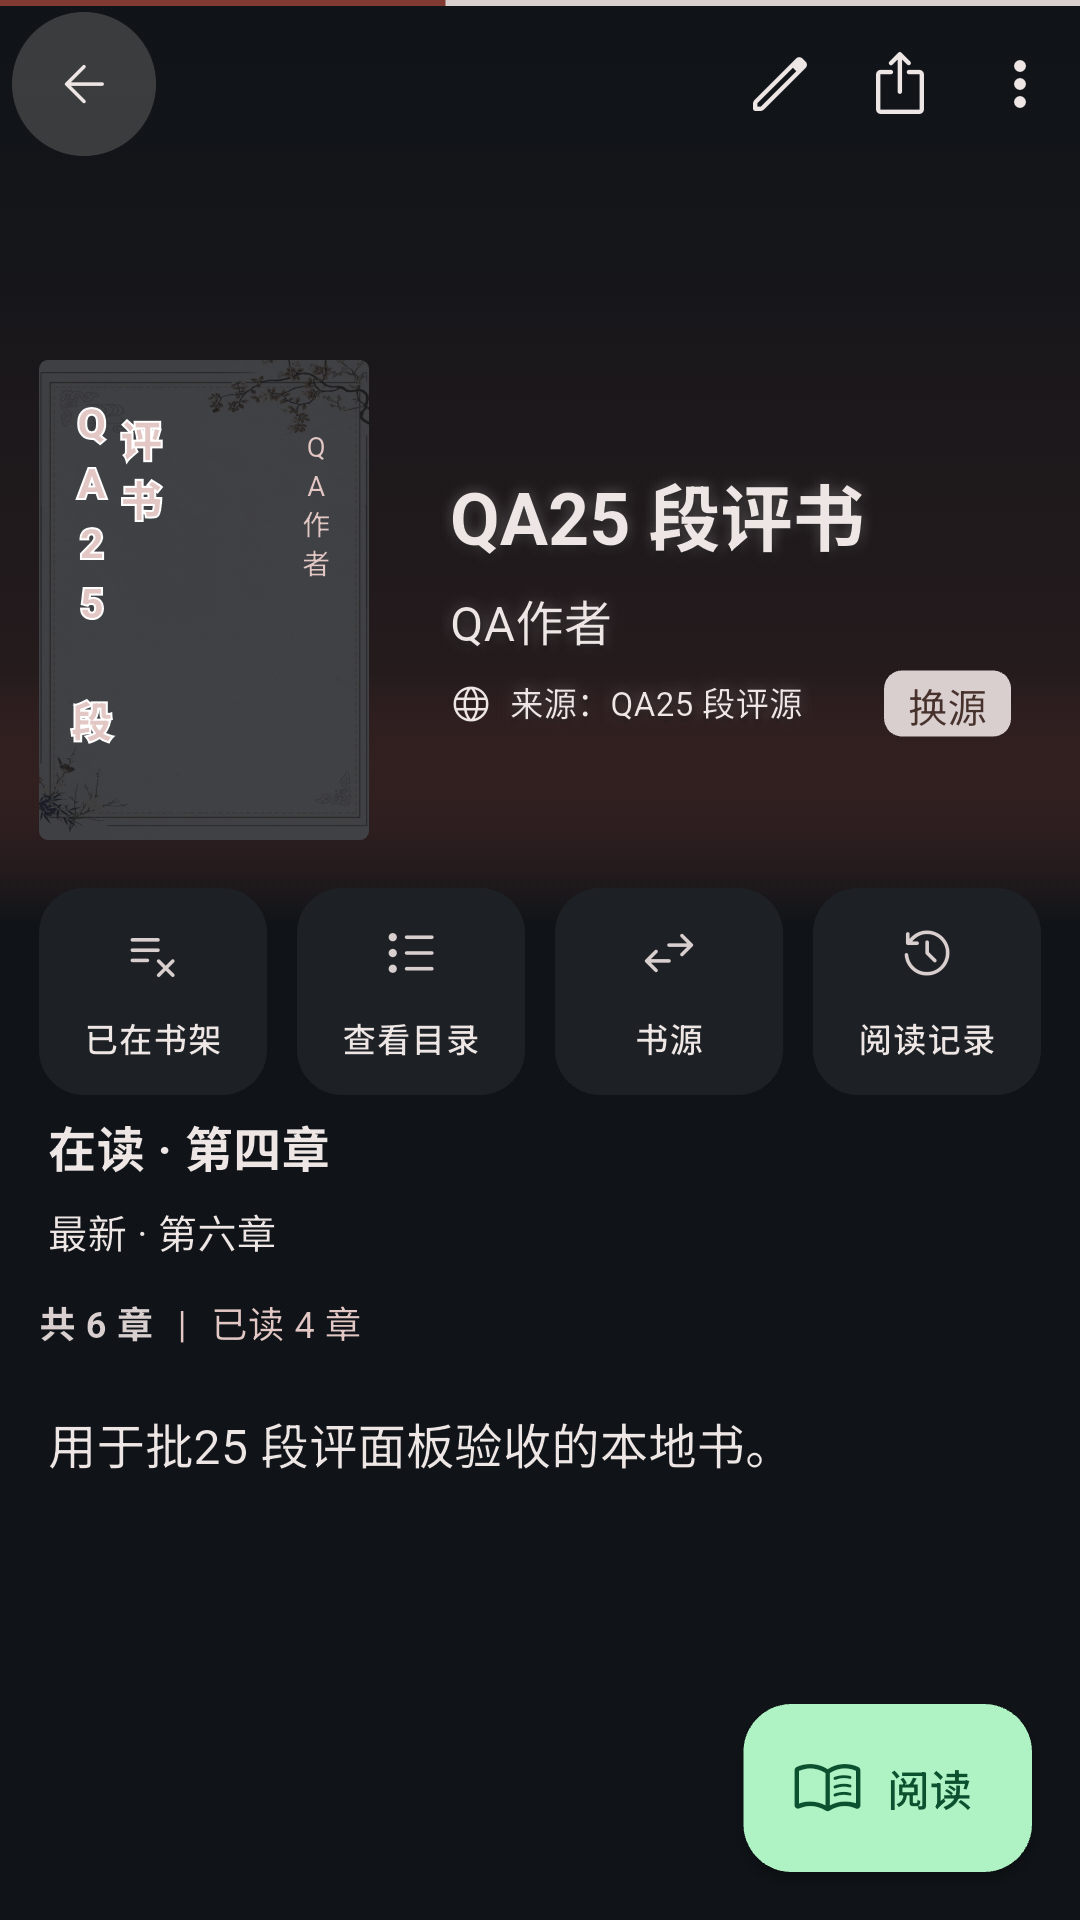 QA25 段
评书
QA作者
QA25 段评书
QA作者
来源：QA25 段评源
换源
已在书架
查看目录
书源
阅读记录
在读 · 第四章
最新 · 第六章
共 6 章 | 已读 4 章
用于批25 段评面板验收的本地书。
阅读